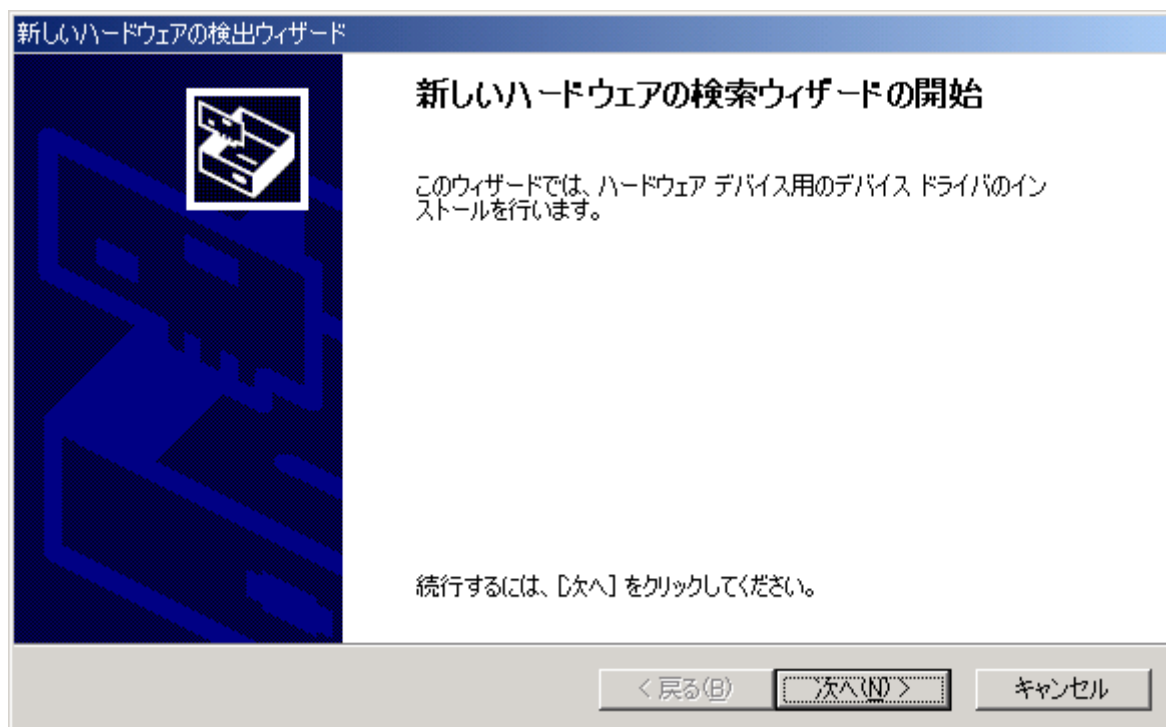 新しいハードウェアの検出ウィザード
新しいハードウェアの検索ウィザードの開始
このウィザードでは、ハードウェア デバイス用のデバイス ドライバのイン
ストールを行います。
続行するには、[次へ] をクリックしてください。
< 戻る(B)
次へ(N) >
キャンセル